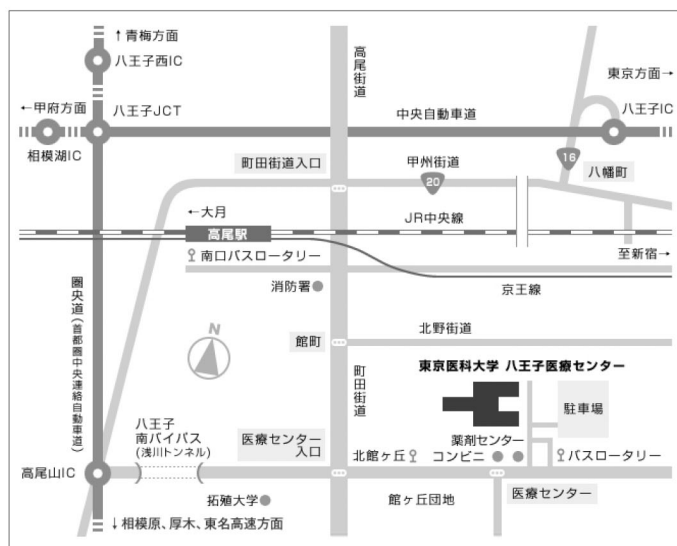 ↑青梅方面
八王子西IC
高尾街道
東京方面→
←甲府方面
八王子JCT
中央自動車道
八王子IC
相模湖IC
町田街道入口
甲州街道
16
八幡町
20
←大月
JR中央線
高尾駅
南口バスロータリー
至新宿→
消防署
京王線
圏央道(首都圏中央連絡自動車道)
北野街道
N
館町
東京医科大学 八王子医療センター
町田街道
駐車場
八王子
南バイパス
(浅川トンネル)
医療センター
入口
薬剤センター
北館ヶ丘
コンビニ
バスロータリー
高尾山IC
拓殖大学
館ヶ丘団地
医療センター
↓相模原、厚木、東名高速方面